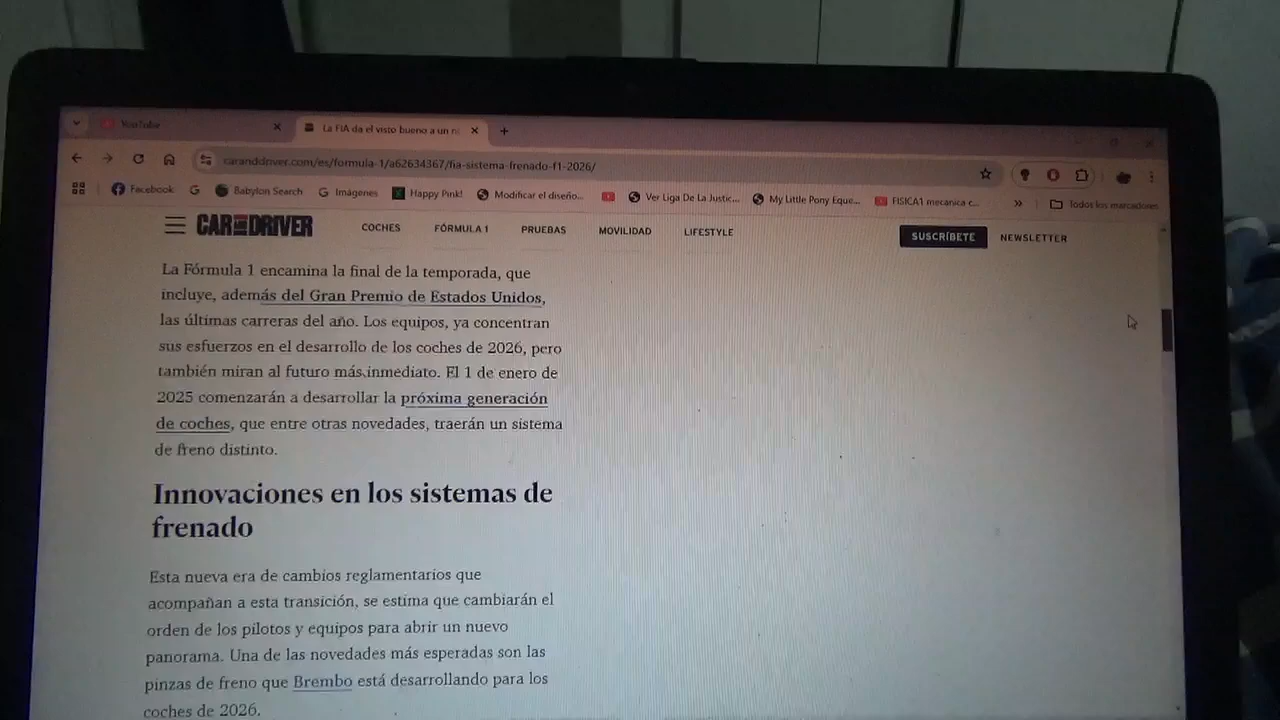 YouTube
La FIA da el visto bueno a un n
caranddriver.com/es/formula-1/a62634367/fia-sistema-frenado-f1-2026/
Facebook
Babylon Search
Imágenes
Happy Pink!
Modificar el diseño...
Ver Liga De La Justic...
My Little Pony Eque...
FISICA1 mecanica c...
»
Todos los marcadores
CAR AND DRIVER
COCHES
FÓRMULA 1
PRUEBAS
MOVILIDAD
LIFESTYLE
SUSCRÍBETE
NEWSLETTER
La Fórmula 1 encamina la final de la temporada, que
incluye, además del Gran Premio de Estados Unidos,
las últimas carreras del año. Los equipos, ya concentran
sus esfuerzos en el desarrollo de los coches de 2026, pero
también miran al futuro más inmediato. El 1 de enero de
2025 comenzarán a desarrollar la próxima generación
de coches, que entre otras novedades, traerán un sistema
de freno distinto.
Innovaciones en los sistemas de
frenado
Esta nueva era de cambios reglamentarios que
acompañan a esta transición, se estima que cambiarán el
orden de los pilotos y equipos para abrir un nuevo
panorama. Una de las novedades más esperadas son las
pinzas de freno que Brembo está desarrollando para los
coches de 2026.